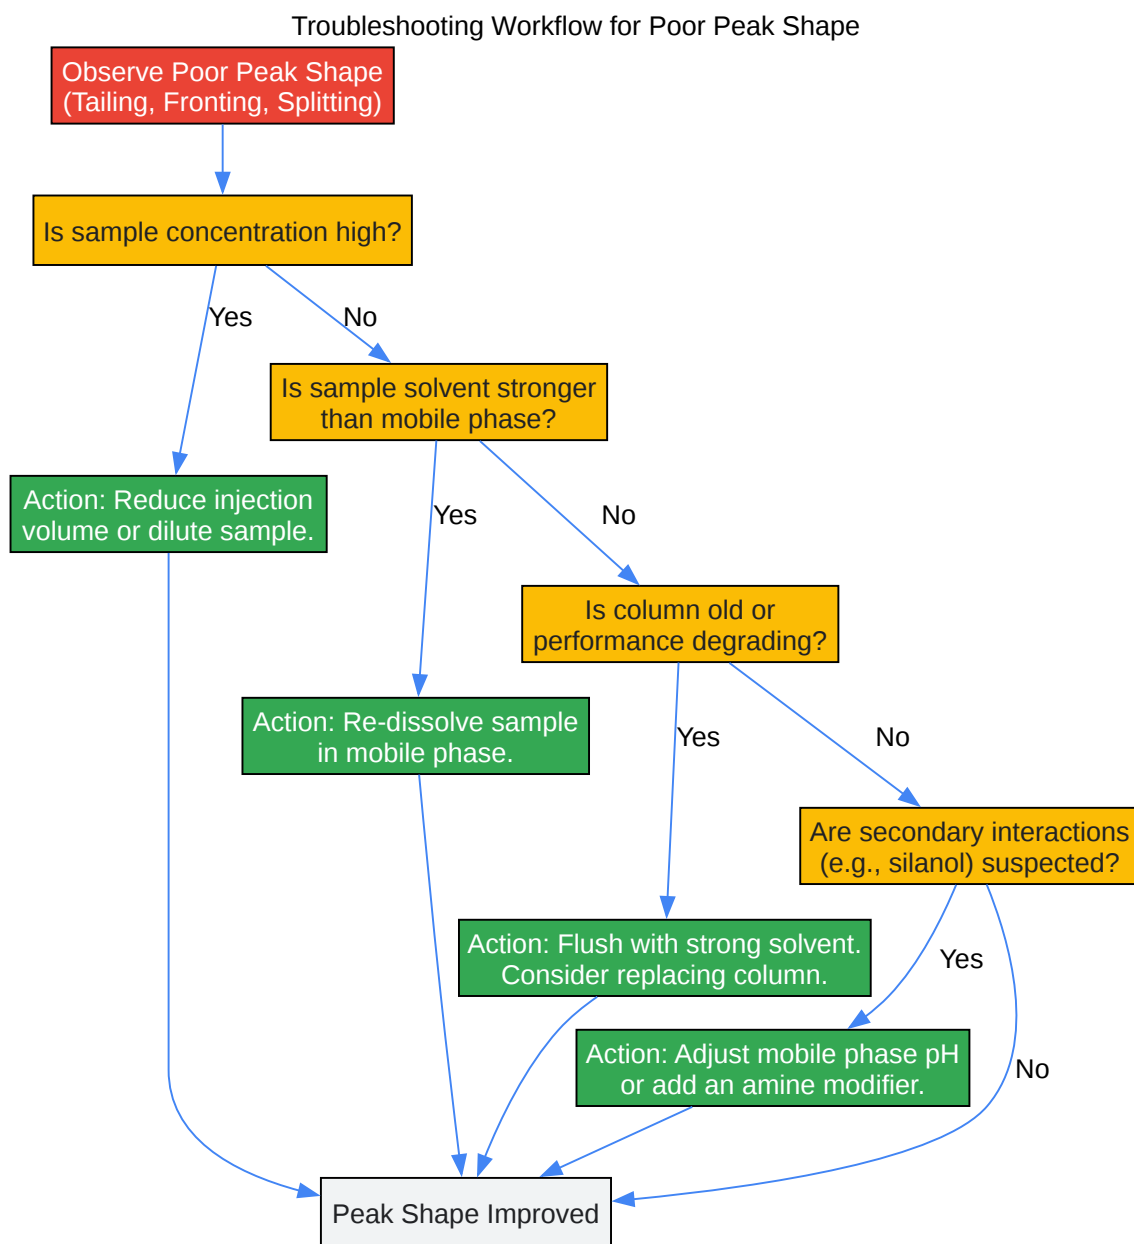 Troubleshooting Workflow for Poor Peak Shape
Observe Poor Peak Shape
(Tailing, Fronting, Splitting)
Is sample concentration high?
Yes
No
Is sample solvent stronger
than mobile phase?
Action: Reduce injection
volume or dilute sample.
Yes
No
Is column old or
performance degrading?
Action: Re-dissolve sample
in mobile phase.
Yes
No
Are secondary interactions
(e.g., silanol) suspected?
Action: Flush with strong solvent.
Consider replacing column.
Yes
Action: Adjust mobile phase pH
or add an amine modifier.
No
Peak Shape Improved